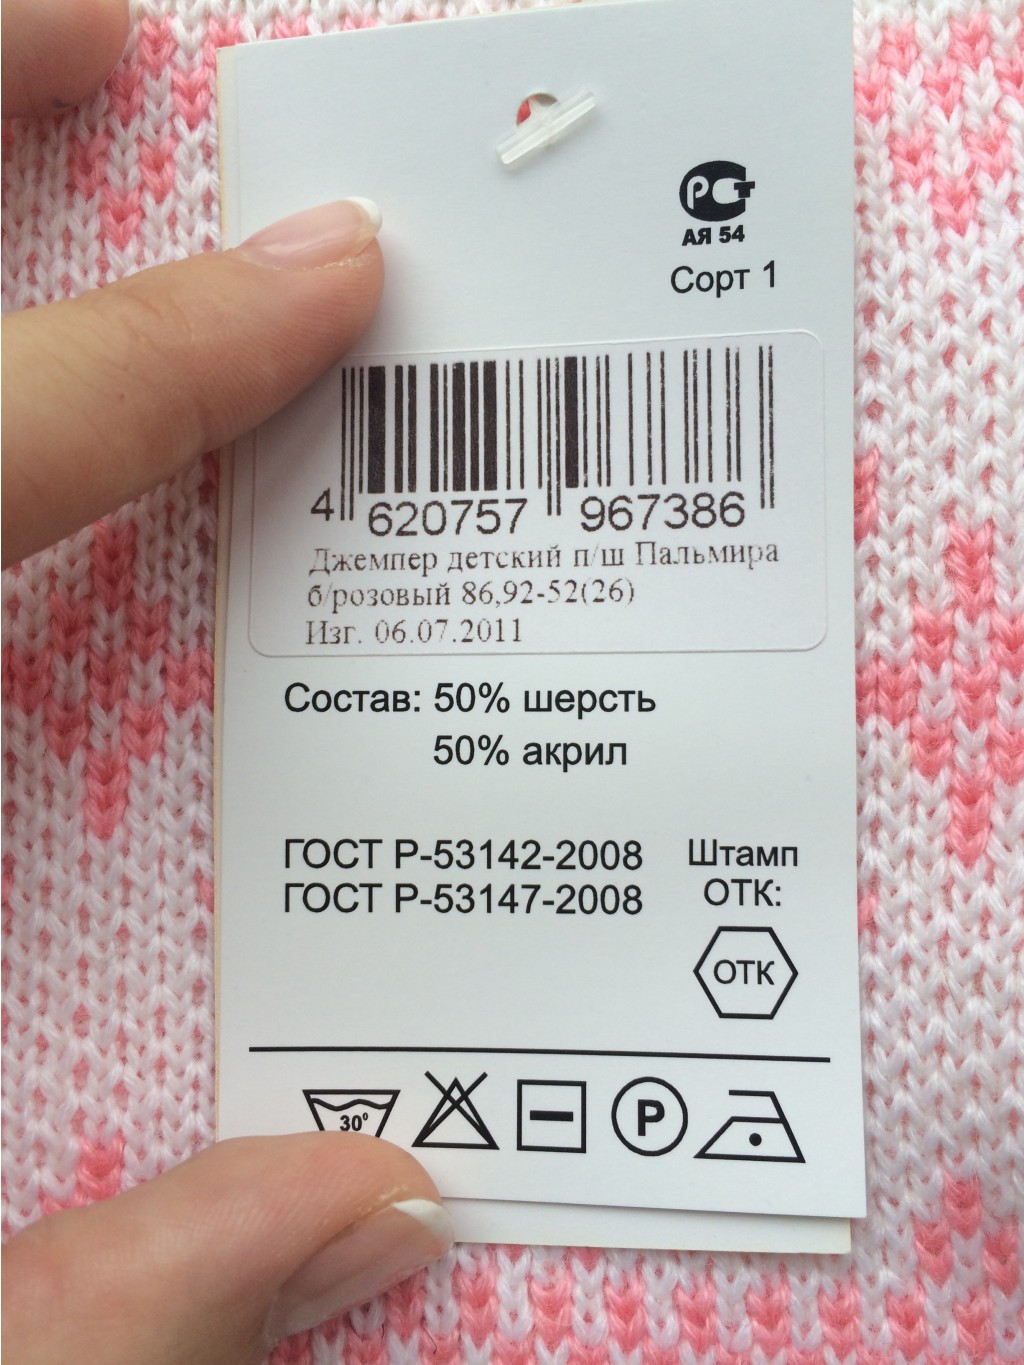 РСТ
АЯ 54
Сорт 1
4 620757 967386
Джемпер детский п/ш Пальмира
б/розовый 86,92-52(26)
Изг. 06.07.2011
Состав: 50% шерсть
50% акрил
ГОСТ Р-53142-2008
ГОСТ Р-53147-2008
Штамп
ОТК:
ОТК
30⁰
P